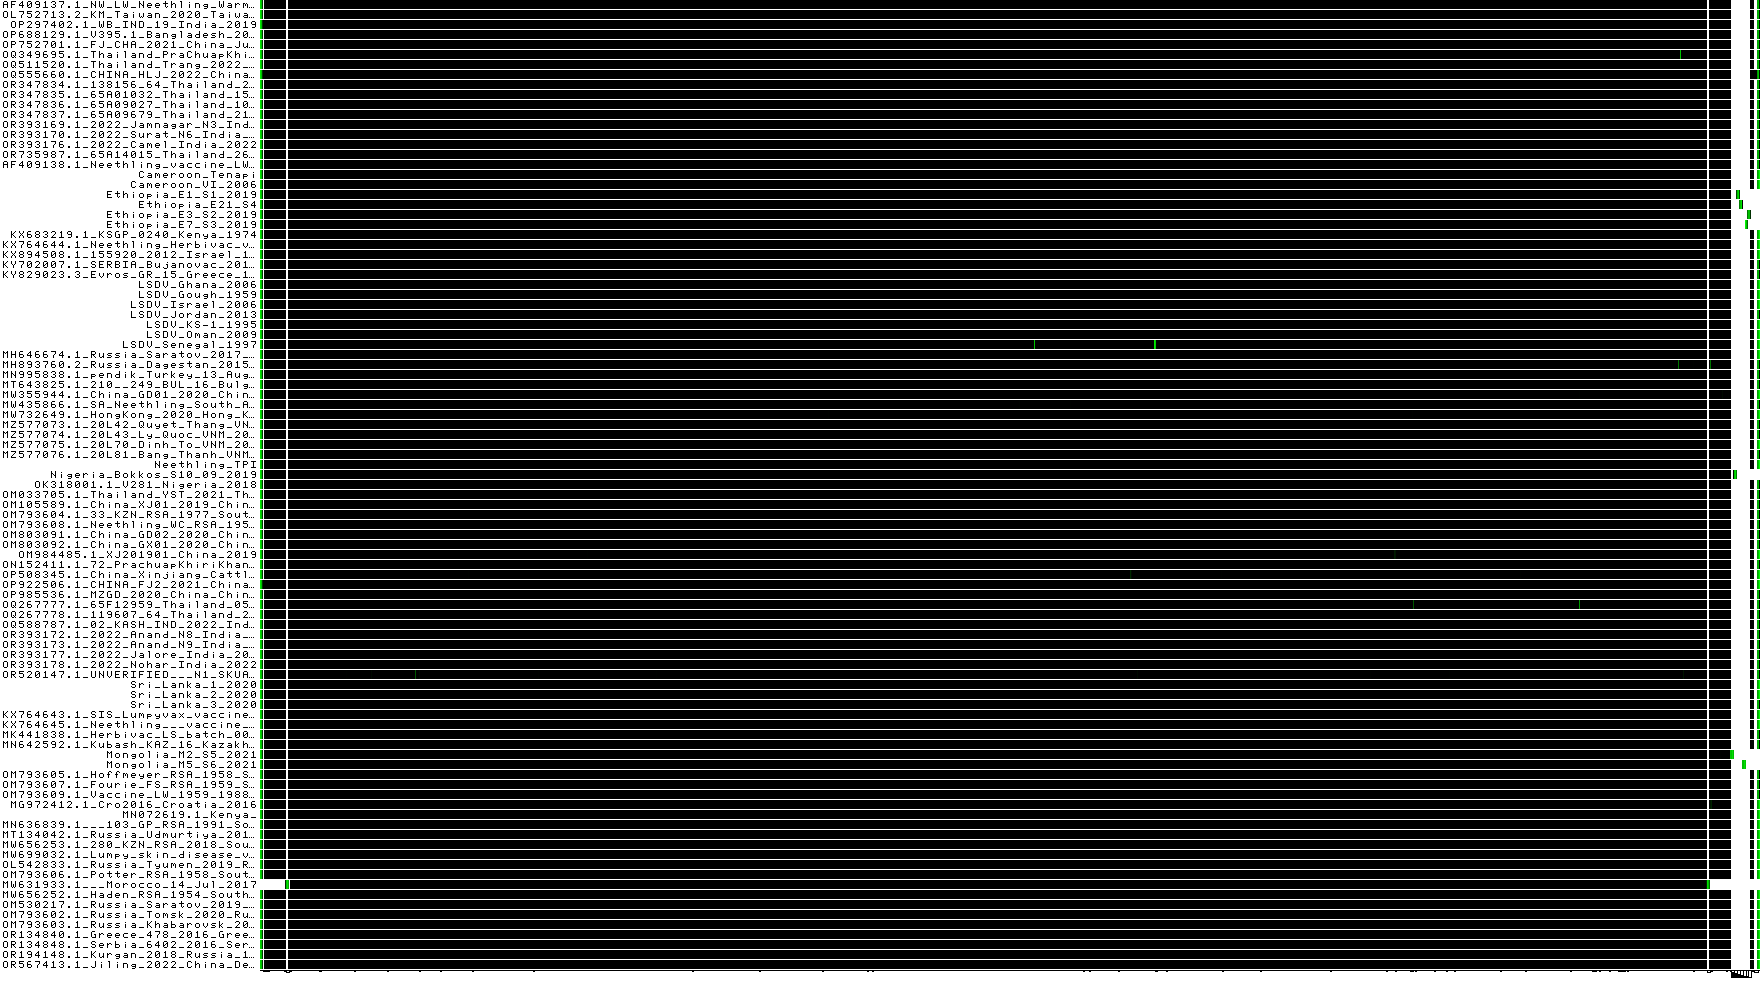 AF409137.1_NW_LW_Neethling_Warm…
OL752713.2_KM_Taiwan_2020_Taiwa…
OP297402.1_WB_IND_19_India_2019
OP688129.1_V395.1_Bangladesh_20…
OP752701.1_FJ_CHA_2021_China_Ju…
OQ349695.1_Thailand_PraChuapKhi…
OQ511520.1_Thailand_Trang_2022_…
OQ555660.1_CHINA_HLJ_2022_China…
OR347834.1_138156_64_Thailand_2…
OR347835.1_65A01032_Thailand_15…
OR347836.1_65A09027_Thailand_10…
OR347837.1_65A09679_Thailand_21…
OR393169.1_2022_Jamnagar_N3_Ind…
OR393170.1_2022_Surat_N6_India_…
OR393176.1_2022_Camel_India_2022
OR735987.1_65A14015_Thailand_26…
AF409138.1_Neethling_vaccine_LW…
Cameroon_Tenapi
Cameroon_VI_2006
Ethiopia_E1_S1_2019
Ethiopia_E21_S4
Ethiopia_E3_S2_2019
Ethiopia_E7_S3_2019
KX683219.1_KSGP_0240_Kenya_1974
KX764644.1_Neethling_Herbivac_v…
KX894508.1_155920_2012_Israel_1…
KY702007.1_SERBIA_Bujanovac_201…
KY829023.3_Evros_GR_15_Greece_1…
LSDV_Ghana_2006
LSDV_Gough_1959
LSDV_Israel_2006
LSDV_Jordan_2013
LSDV_KS-1_1995
LSDV_Oman_2009
LSDV_Senegal_1997
MH646674.1_Russia_Saratov_2017_…
MH893760.2_Russia_Dagestan_2015…
MN995838.1_pendik_Turkey_13_Aug…
MT643825.1_210__249_BUL_16_Bulg…
MW355944.1_China_GD01_2020_Chin…
MW435866.1_SA_Neethling_South_A…
MW732649.1_HongKong_2020_Hong_K…
MZ577073.1_20L42_Quyet_Thang_VN…
MZ577074.1_20L43_Ly_Quoc_VNM_20…
MZ577075.1_20L70_Dinh_To_VNM_20…
MZ577076.1_20L81_Bang_Thanh_VNM…
Neethling_TPI
Nigeria_Bokkos_S10_09_2019
OK318001.1_V281_Nigeria_2018
OM033705.1_Thailand_YST_2021_Th…
OM105589.1_China_XJ01_2019_Chin…
OM793604.1_33_KZN_RSA_1977_Sout…
OM793608.1_Neethling_WC_RSA_195…
OM803091.1_China_GD02_2020_Chin…
OM803092.1_China_GX01_2020_Chin…
OM984485.1_XJ201901_China_2019
ON152411.1_72_PrachuapKhiriKhan…
OP508345.1_China_Xinjiang_Cattl…
OP922506.1_CHINA_FJ2_2021_China…
OP985536.1_MZGD_2020_China_Chin…
OQ267777.1_65F12959_Thailand_05…
OQ267778.1_119607_64_Thailand_2…
OQ588787.1_02_KASH_IND_2022_Ind…
OR393172.1_2022_Anand_N8_India_…
OR393173.1_2022_Anand_N9_India_…
OR393177.1_2022_Jalore_India_20…
OR393178.1_2022_Nohar_India_2022
OR520147.1_UNVERIFIED___N1_SKUA…
Sri_Lanka_1_2020
Sri_Lanka_2_2020
Sri_Lanka_3_2020
KX764643.1_SIS_Lumpyvax_vaccine…
KX764645.1_Neethling___vaccine_…
MK441838.1_Herbivac_LS_batch_00…
MN642592.1_Kubash_KAZ_16_Kazakh…
Mongolia_M2_S5_2021
Mongolia_M5_S6_2021
OM793605.1_Hoffmeyer_RSA_1958_S…
OM793607.1_Fourie_FS_RSA_1959_S…
OM793609.1_Vaccine_LW_1959_1988…
MG972412.1_Cro2016_Croatia_2016
MN072619.1_Kenya_
MN636839.1___103_GP_RSA_1991_So…
MT134042.1_Russia_Udmurtiya_201…
MW656253.1_280_KZN_RSA_2018_Sou…
MW699032.1_Lumpy_skin_disease_v…
OL542833.1_Russia_Tyumen_2019_R…
OM793606.1_Potter_RSA_1958_Sout…
MW631933.1___Morocco_14_Jul_2017
MW656252.1_Haden_RSA_1954_South…
OM530217.1_Russia_Saratov_2019_…
OM793602.1_Russia_Tomsk_2020_Ru…
OM793603.1_Russia_Khabarovsk_20…
OR134840.1_Greece_478_2016_Gree…
OR134848.1_Serbia_6402_2016_Ser…
OR194148.1_Kurgan_2018_Russia_1…
OR567413.1_Jiling_2022_China_De…